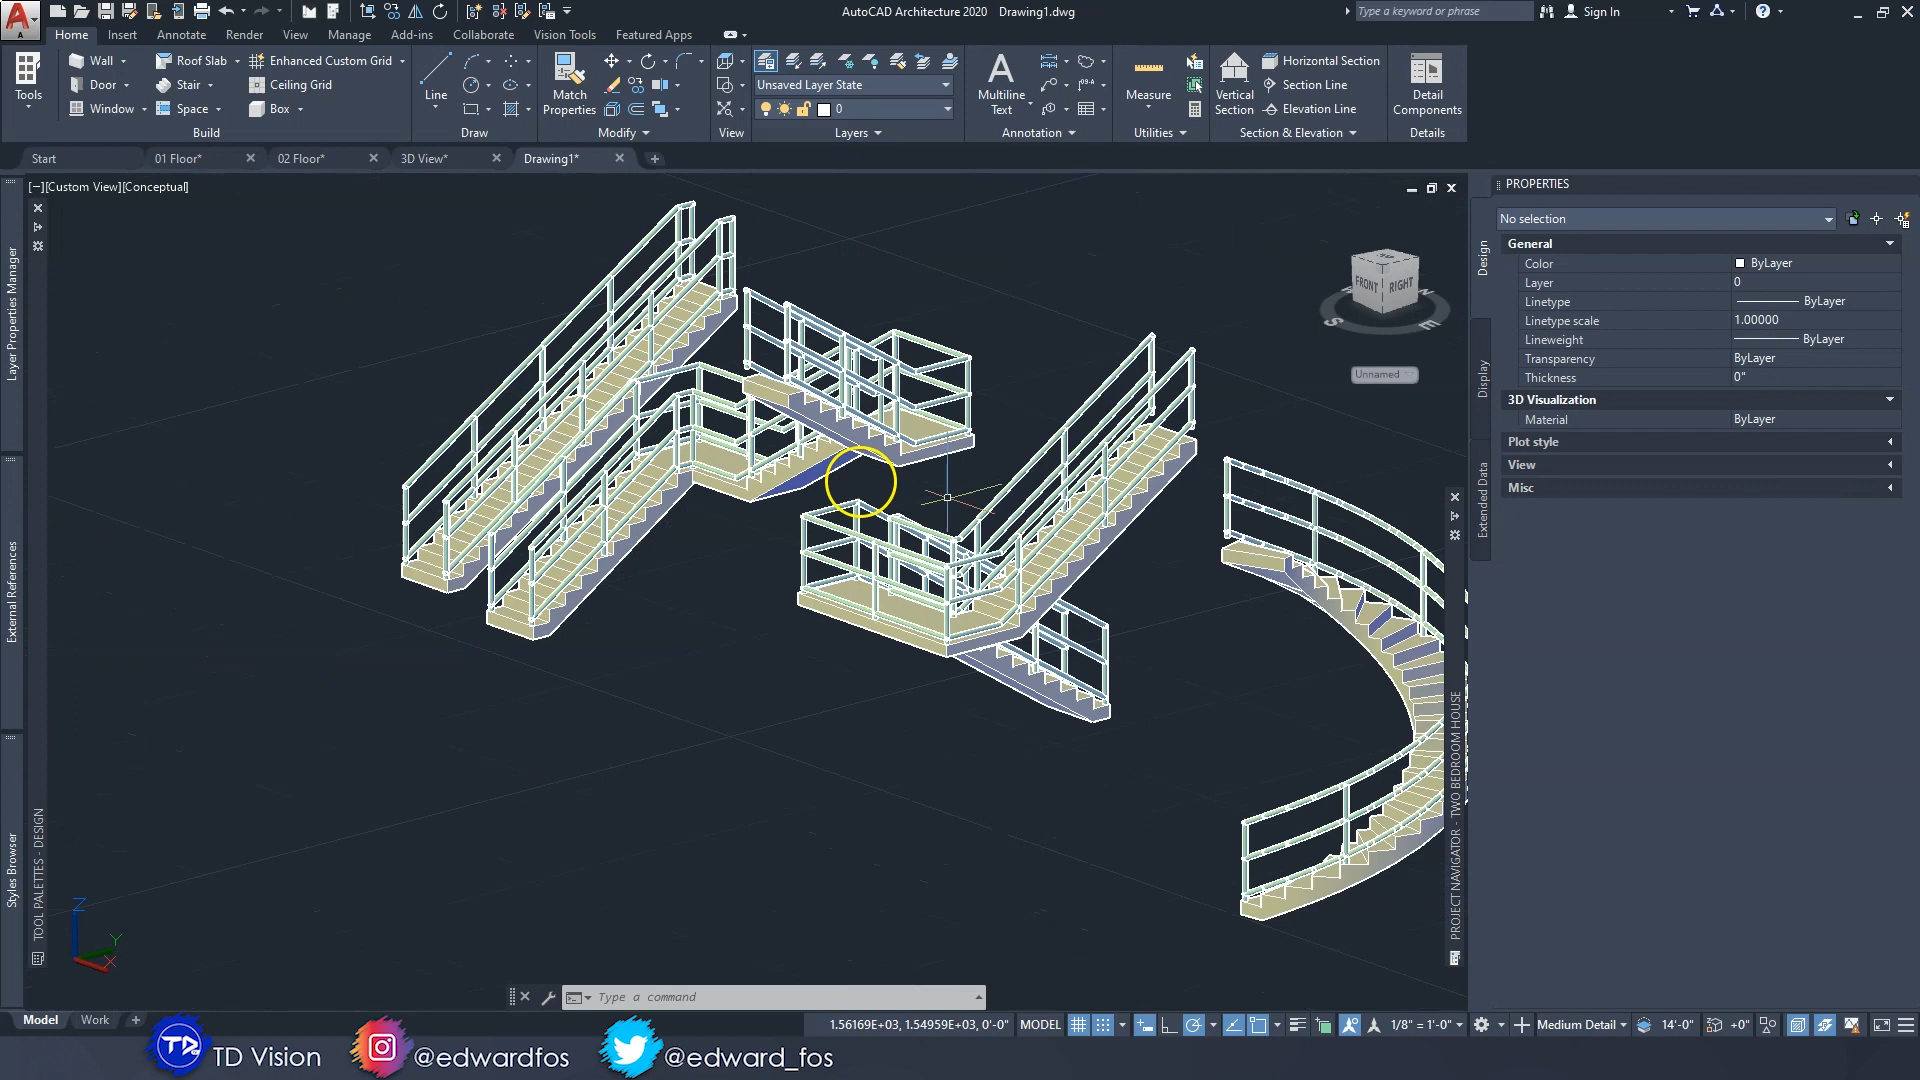 AutoCAD Architecture 2020 Drawing1.dwg
Type a keyword or phrase
Sign In
A
Home Insert Annotate Render View Manage Add-ins Collaborate Vision Tools Featured Apps
Tools
Wall
Door
Window
Roof Slab
Stair
Space
Enhanced Custom Grid
Ceiling Grid
Box
Build
Line
Draw
Match
Properties
Modify
View
Unsaved Layer State
0
Layers
Multiline
Text
Annotation
Measure
Utilities
Vertical
Section
Horizontal Section
Section Line
Elevation Line
Section & Elevation
Detail
Components
Details
Start 01 Floor* 02 Floor* 3D View* Drawing1*
[−][Custom View][Conceptual]
Layer Properties Manager
External References
Styles Browser
TOOL PALETTES - DESIGN
FRONT
RIGHT
S
E
Unnamed
PROJECT NAVIGATOR - TWO BEDROOM HOUSE
Design
Display
Extended Data
PROPERTIES
No selection
General
Color ByLayer
Layer 0
Linetype ByLayer
Linetype scale 1.00000
Lineweight ByLayer
Transparency ByLayer
Thickness 0"
3D Visualization
Material ByLayer
Plot style
View
Misc
Z
Y
X
Type a command
Model Work
1.56169E+03, 1.54959E+03, 0'-0" MODEL 1/8" = 1'-0" Medium Detail 14'-0" +0"
TD TD Vision @edwardfos @edward_fos